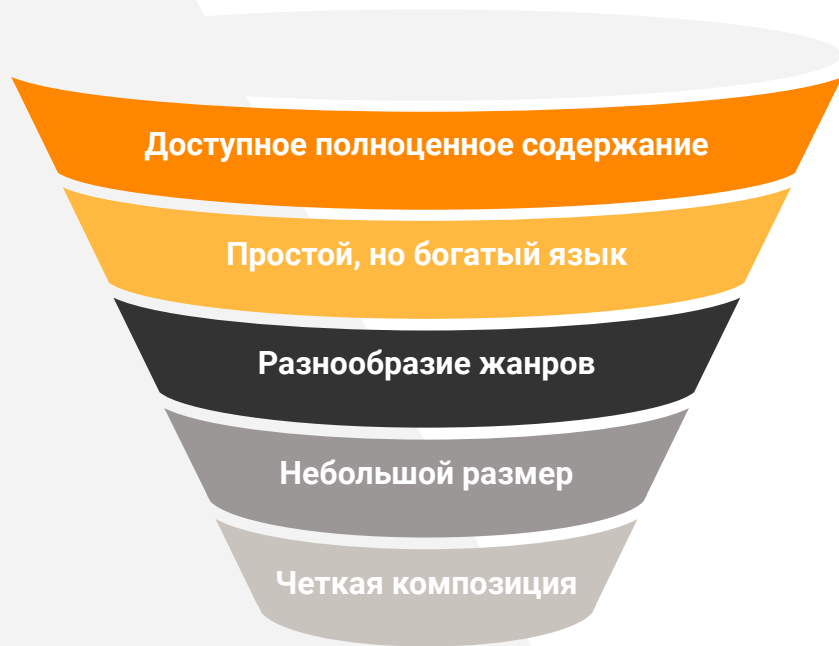 Доступное полноценное содержание
Простой, но богатый язык
Разнообразие жанров
Небольшой размер
Четкая композиция